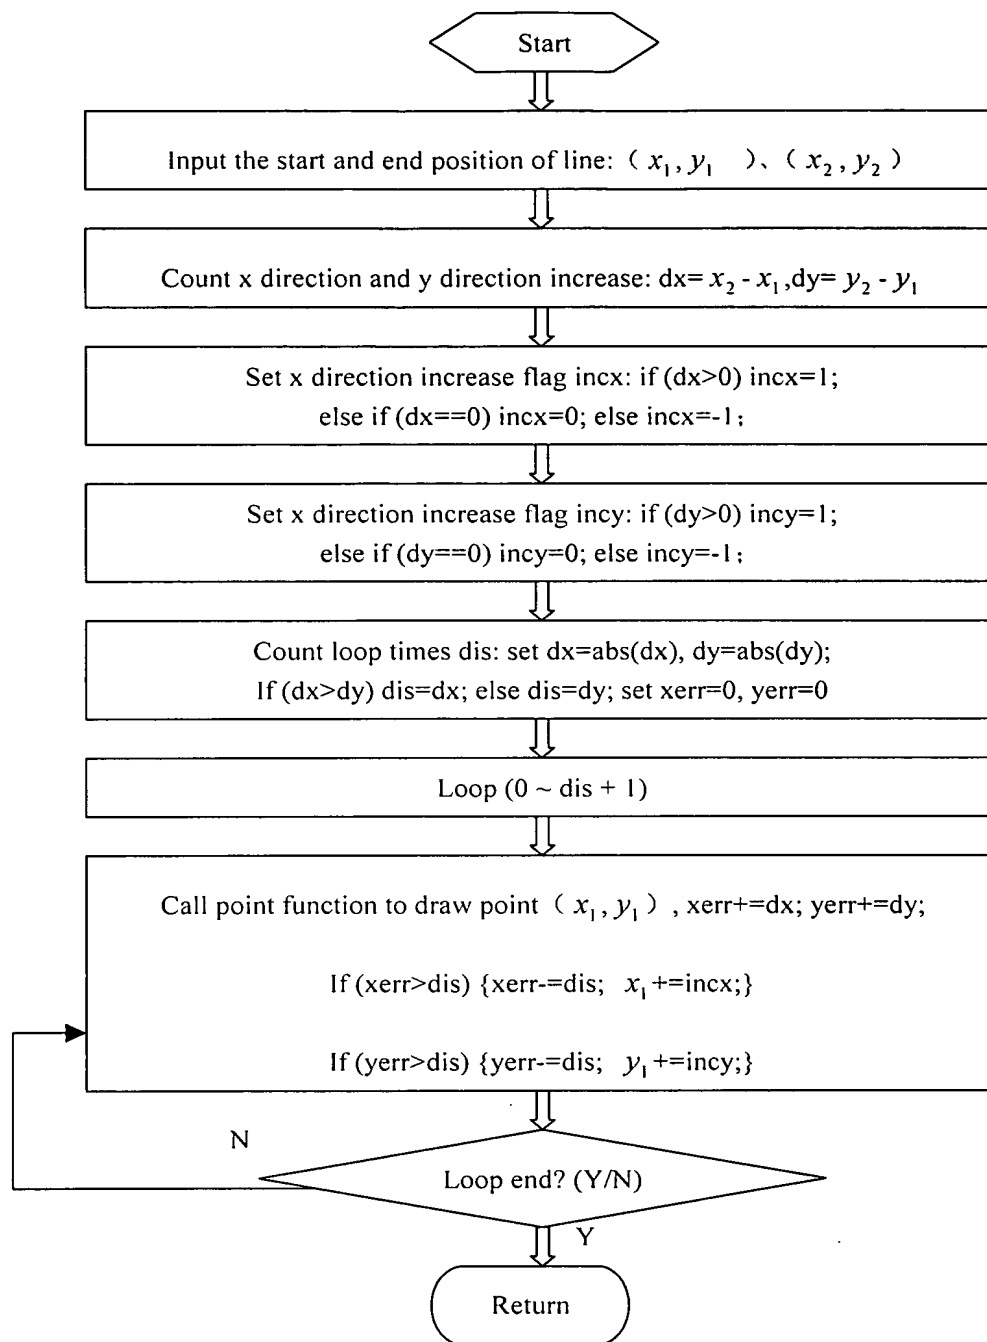 Start
Input the start and end position of line:（x₁, y₁ ）、（x₂, y₂）
Count x direction and y direction increase: dx= x₂ - x₁ ,dy= y₂ - y₁
Set x direction increase flag incx: if (dx>0) incx=1;
else if (dx==0) incx=0; else incx=-1;
Set x direction increase flag incy: if (dy>0) incy=1;
else if (dy==0) incy=0; else incy=-1;
Count loop times dis: set dx=abs(dx), dy=abs(dy);
If (dx>dy) dis=dx; else dis=dy; set xerr=0, yerr=0
Loop (0 ~ dis + 1)
Call point function to draw point（x₁, y₁）, xerr+=dx; yerr+=dy;
If (xerr>dis) {xerr-=dis; x₁+=incx;}
If (yerr>dis) {yerr-=dis; y₁+=incy;}
N
Loop end? (Y/N)
Y
Return